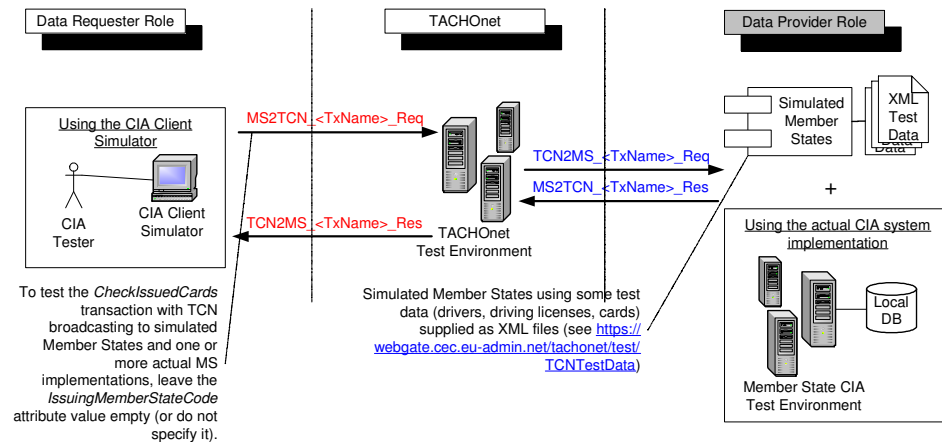 Data Requester Role
TACHOnet
Data Provider Role
Using the CIA Client
Simulator
CIA
Tester
CIA Client
Simulator
MS2TCN_<TxName>_Req
TCN2MS_<TxName>_Res
TACHOnet
Test Environment
TCN2MS_<TxName>_Req
MS2TCN_<TxName>_Res
Simulated
Member
States
XML
Test
Data
Data
+
Using the actual CIA system
implementation
Local
DB
Member State CIA
Test Environment
To test the CheckIssuedCards
transaction with TCN
broadcasting to simulated
Member States and one or
more actual MS
implementations, leave the
IssuingMemberStateCode
attribute value empty (or do not
specify it).
Simulated Member States using some test
data (drivers, driving licenses, cards)
supplied as XML files (see https://
webgate.cec.eu-admin.net/tachonet/test/
TCNTestData)